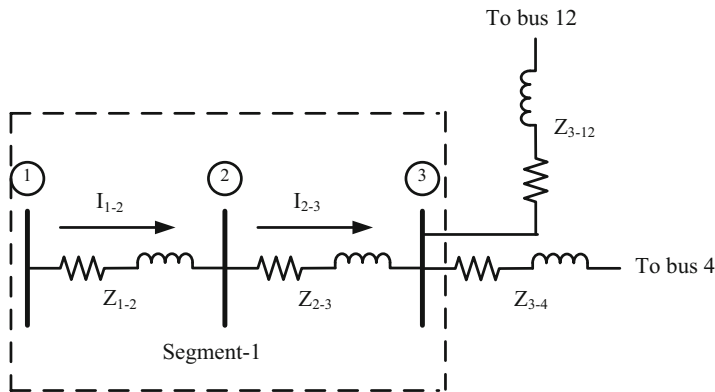 To bus 12
Z3-12
1
2
3
I1-2
I2-3
To bus 4
Z1-2
Z2-3
Z3-4
Segment-1